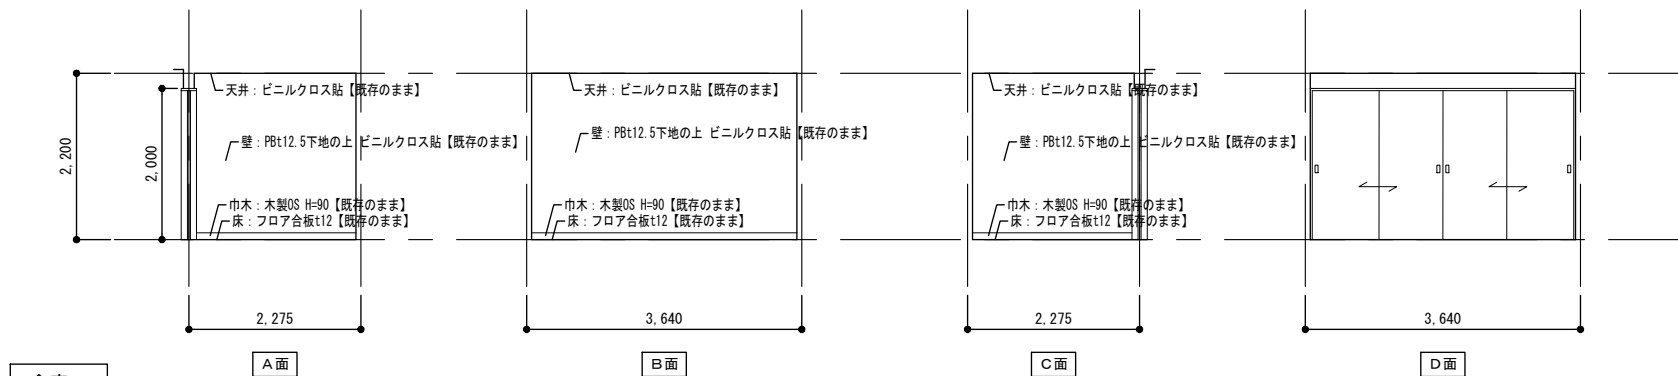 天井：ビニルクロス貼【既存のまま】
壁：PBt12.5下地の上 ビニルクロス貼【既存のまま】
巾木：木製OS H=90【既存のまま】
床：フロア合板t12【既存のまま】
2,200
2,000
2,275
A面
天井：ビニルクロス貼【既存のまま】
壁：PBt12.5下地の上 ビニルクロス貼【既存のまま】
巾木：木製OS H=90【既存のまま】
床：フロア合板t12【既存のまま】
3,640
B面
天井：ビニルクロス貼【既存のまま】
壁：PBt12.5下地の上 ビニルクロス貼【既存のまま】
巾木：木製OS H=90【既存のまま】
床：フロア合板t12【既存のまま】
2,275
C面
3,640
D面